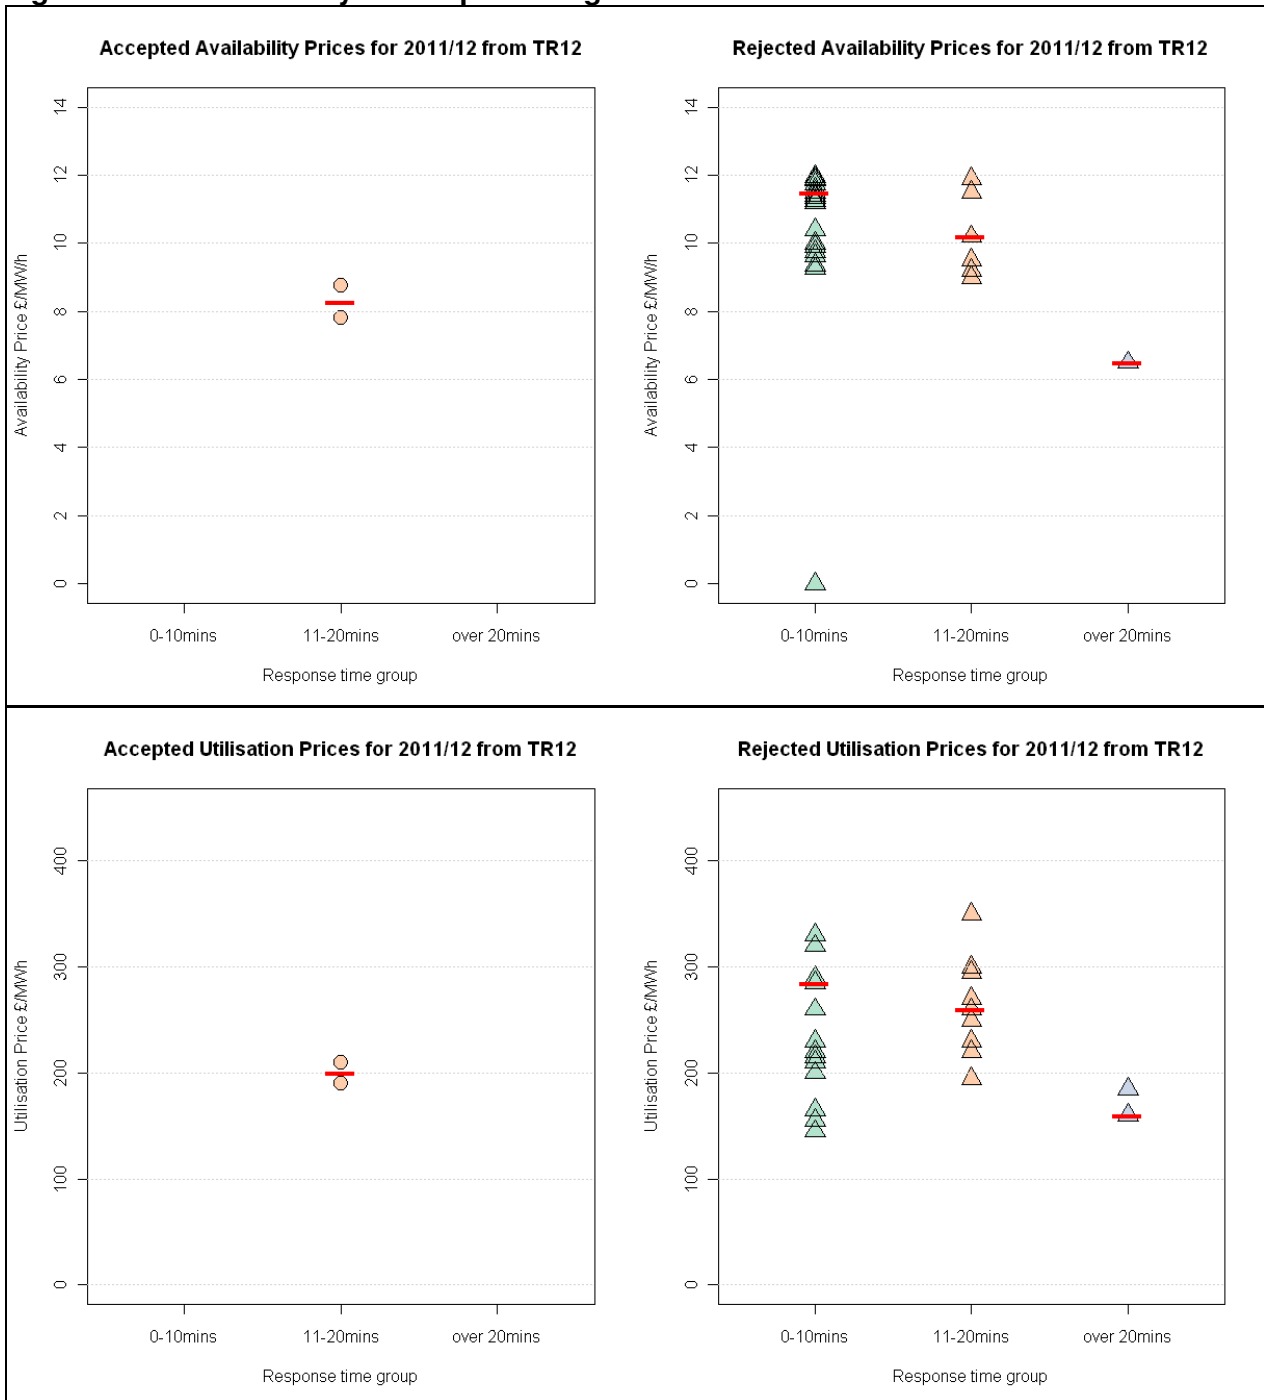 Accepted Availability Prices for 2011/12 from TR12
Availability Price £/MW/h
14
12
10
8
6
4
2
0
0-10mins 11-20mins over 20mins
Response time group
Rejected Availability Prices for 2011/12 from TR12
Availability Price £/MW/h
14
12
10
8
6
4
2
0
0-10mins 11-20mins over 20mins
Response time group
Accepted Utilisation Prices for 2011/12 from TR12
Utilisation Price £/MWh
400
300
200
100
0
0-10mins 11-20mins over 20mins
Response time group
Rejected Utilisation Prices for 2011/12 from TR12
Utilisation Price £/MWh
400
300
200
100
0
0-10mins 11-20mins over 20mins
Response time group